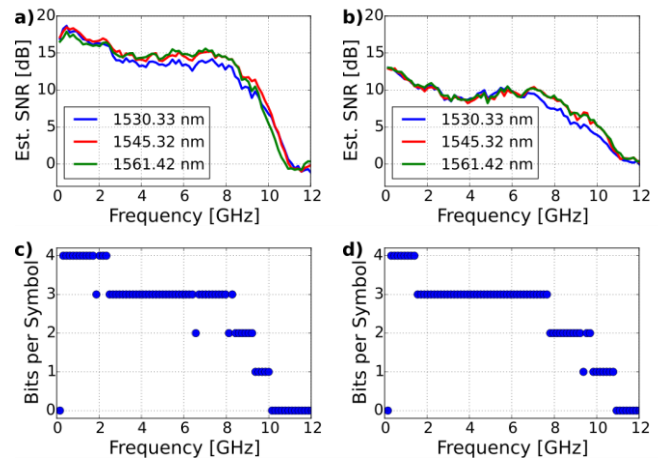 a)
Est. SNR [dB]
20
15
10
5
0
1530.33 nm
1545.32 nm
1561.42 nm
0 2 4 6 8 10 12
Frequency [GHz]
b)
Est. SNR [dB]
20
15
10
5
0
1530.33 nm
1545.32 nm
1561.42 nm
0 2 4 6 8 10 12
Frequency [GHz]
c)
Bits per Symbol
4
3
2
1
0
0 2 4 6 8 10 12
Frequency [GHz]
d)
Bits per Symbol
4
3
2
1
0
0 2 4 6 8 10 12
Frequency [GHz]